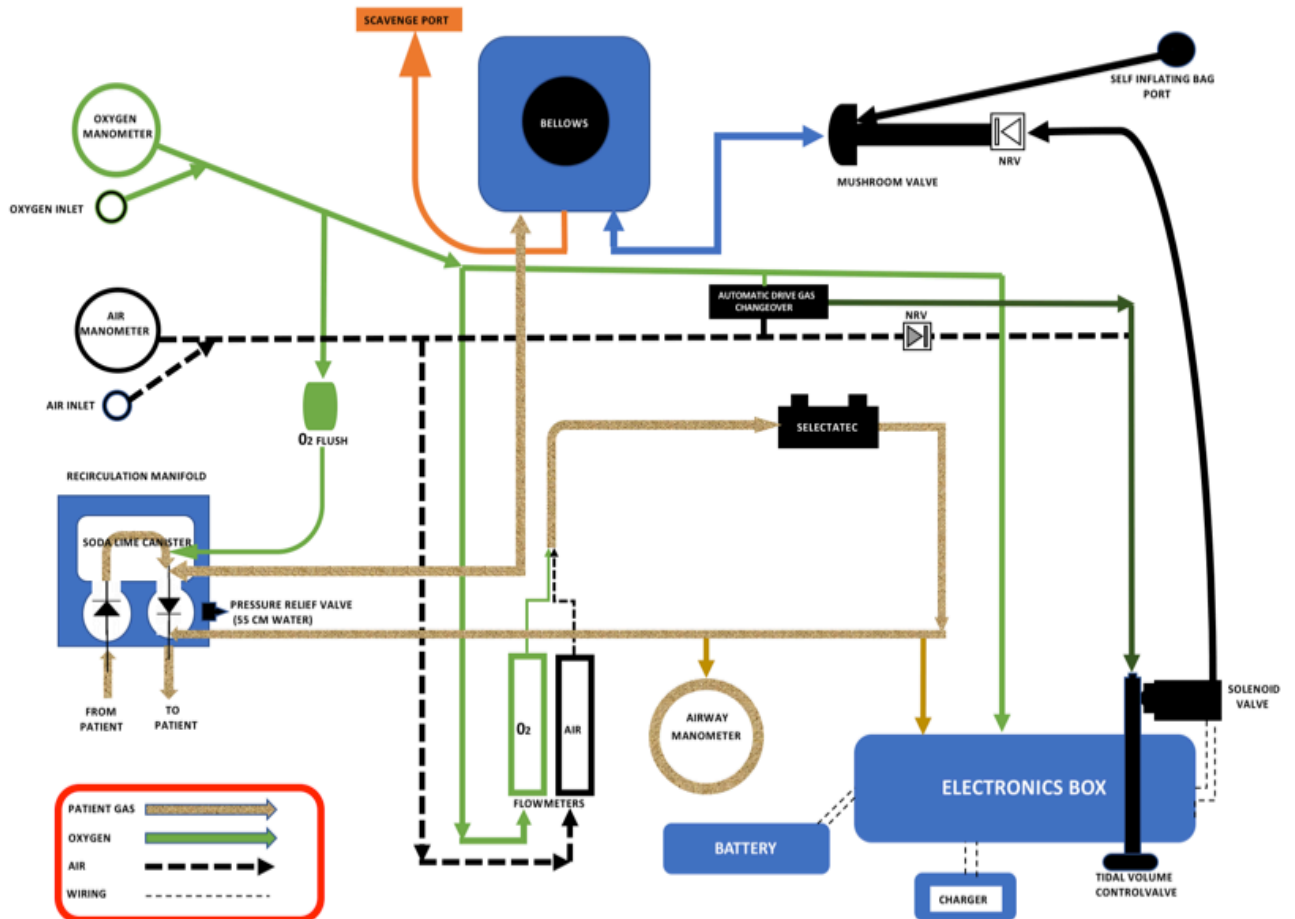 SCAVENGE PORT
BELLOWS
SELF INFLATING BAG
PORT
OXYGEN
MANOMETER
NRV
MUSHROOM VALVE
OXYGEN INLET
AUTOMATIC DRIVE GAS
CHANGEOVER
AIR
MANOMETER
NRV
AIR INLET
02 FLUSH
SELECTATEC
RECIRCULATION MANIFOLD
SODA LIME CANISTER
PRESSURE RELIEF VALVE
(55 CM WATER)
FROM
PATIENT
TO
PATIENT
02
AIR
FLOWMETERS
AIRWAY
MANOMETER
SOLENOID
VALVE
ELECTRONICS BOX
BATTERY
CHARGER
TIDAL VOLUME
CONTROLVALVE
PATIENT GAS
OXYGEN
AIR
WIRING